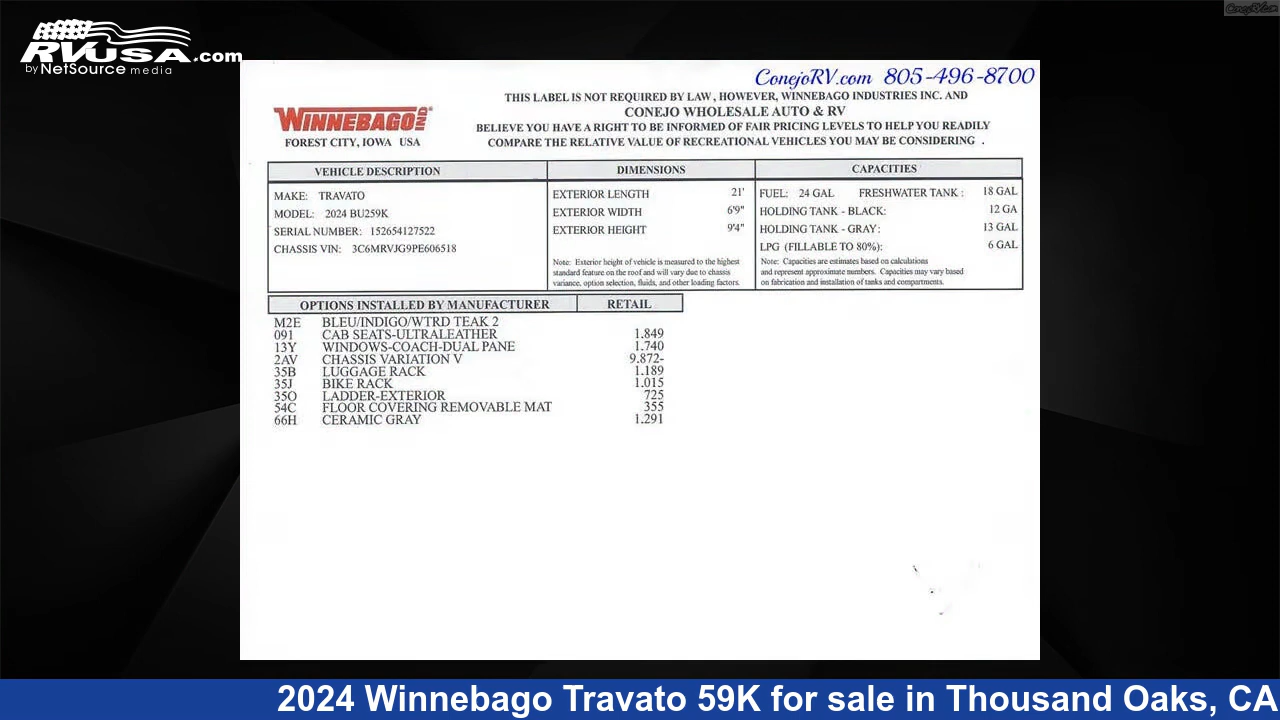 RVUSA.com
by NetSource media
ConejoRV.com 805-496-8700
THIS LABEL IS NOT REQUIRED BY LAW , HOWEVER, WINNEBAGO INDUSTRIES INC. AND
CONEJO WHOLESALE AUTO & RV
BELIEVE YOU HAVE A RIGHT TO BE INFORMED OF FAIR PRICING LEVELS TO HELP YOU READILY
COMPARE THE RELATIVE VALUE OF RECREATIONAL VEHICLES YOU MAY BE CONSIDERING .
WINNEBAGO IND ®
FOREST CITY, IOWA USA
VEHICLE DESCRIPTION
MAKE: TRAVATO
MODEL: 2024 BU259K
SERIAL NUMBER: 152654127522
CHASSIS VIN: 3C6MRVJG9PE606518
DIMENSIONS
EXTERIOR LENGTH 21'
EXTERIOR WIDTH 6'9"
EXTERIOR HEIGHT 9'4"
Note: Exterior height of vehicle is measured to the highest
standard feature on the roof and will vary due to chassis
variance, option selection, fluids, and other loading factors.
CAPACITIES
FUEL: 24 GAL FRESHWATER TANK : 18 GAL
HOLDING TANK - BLACK: 12 GA
HOLDING TANK - GRAY: 13 GAL
LPG (FILLABLE TO 80%): 6 GAL
Note: Capacities are estimates based on calculations
and represent approximate numbers. Capacities may vary based
on fabrication and installation of tanks and compartments.
OPTIONS INSTALLED BY MANUFACTURER RETAIL
M2E BLEU/INDIGO/WTRD TEAK 2
091 CAB SEATS-ULTRALEATHER 1.849
13Y WINDOWS-COACH-DUAL PANE 1.740
2AV CHASSIS VARIATION V 9.872-
35B LUGGAGE RACK 1.189
35J BIKE RACK 1.015
35O LADDER-EXTERIOR 725
54C FLOOR COVERING REMOVABLE MAT 355
66H CERAMIC GRAY 1.291
2024 Winnebago Travato 59K for sale in Thousand Oaks, CA